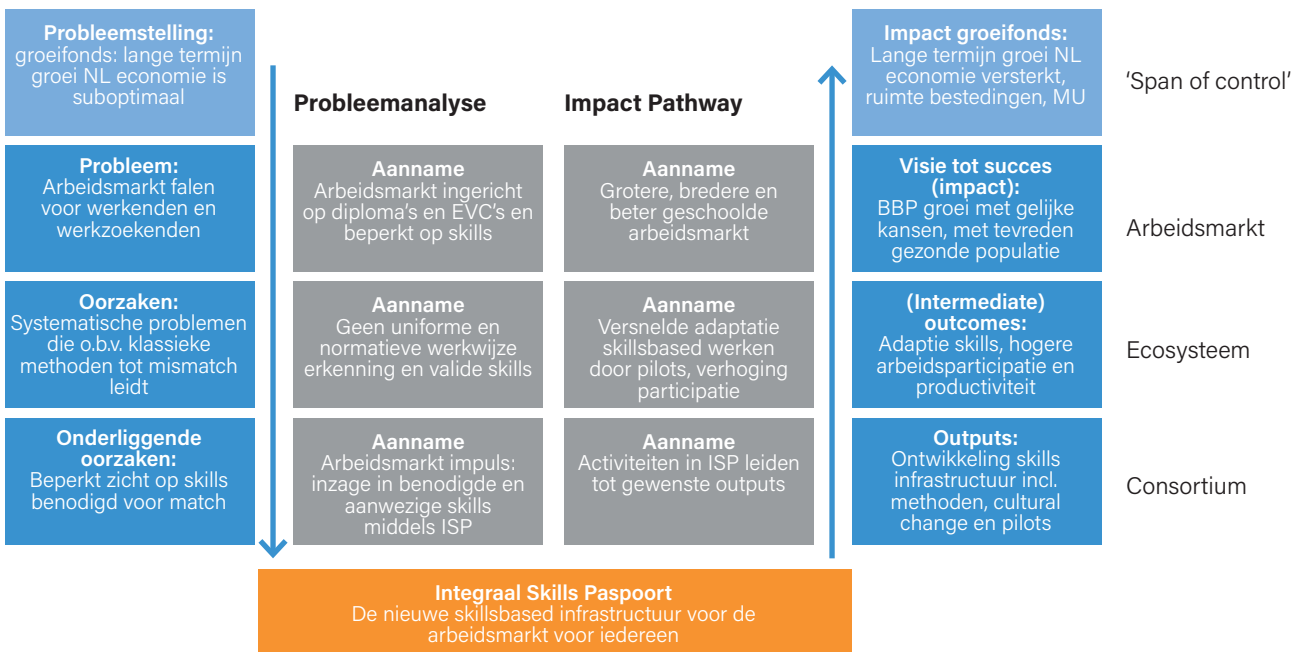 Probleemstelling:
groeifonds: lange termijn
groei NL economie is
suboptimaal
Probleemanalyse
Impact Pathway
Impact groeifonds:
Lange termijn groei NL
economie versterkt,
ruimte bestedingen, MU
'Span of control'
Probleem:
Arbeidsmarkt falen
voor werkenden en
werkzoekenden
Aanname
Arbeidsmarkt ingericht
op diploma's en EVC's en
beperkt op skills
Aanname
Grotere, bredere en
beter geschoolde
arbeidsmarkt
Visie tot succes
(impact):
BBP groei met gelijke
kansen, met tevreden
gezonde populatie
Arbeidsmarkt
Oorzaken:
Systematische problemen
die o.b.v. klassieke
methoden tot mismatch
leidt
Aanname
Geen uniforme en
normatieve werkwijze
erkenning en valide skills
Aanname
Versnelde adaptatie
skillsbased werken
door pilots, verhoging
participatie
(Intermediate)
outcomes:
Adaptie skills, hogere
arbeidsparticipatie en
productiviteit
Ecosysteem
Onderliggende
oorzaken:
Beperkt zicht op skills
benodigd voor match
Aanname
Arbeidsmarkt impuls:
inzage in benodigde en
aanwezige skills
middels ISP
Aanname
Activiteiten in ISP leiden
tot gewenste outputs
Outputs:
Ontwikkeling skills
infrastructuur incl.
methoden, cultural
change en pilots
Consortium
Integraal Skills Paspoort
De nieuwe skillsbased infrastructuur voor de
arbeidsmarkt voor iedereen